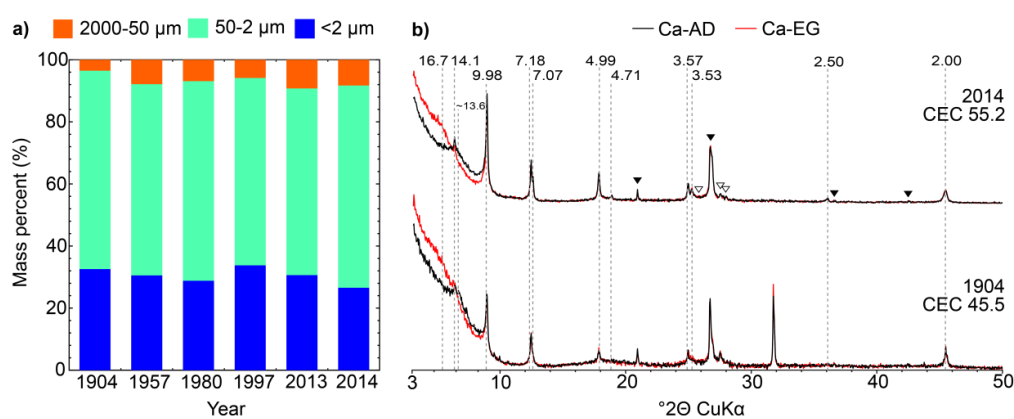 a)
2000-50 µm 50-2 µm <2 µm
Mass percent (%)
100
80
60
40
20
0
1904 1957 1980 1997 2013 2014
Year
b)
Ca-AD Ca-EG
16.7 14.1 7.18 4.99 3.57 2.50 2.00
9.98 7.07 4.71 3.53
~13.6
2014
CEC 55.2
1904
CEC 45.5
3 10 20 30 40 50
°2Θ CuKα